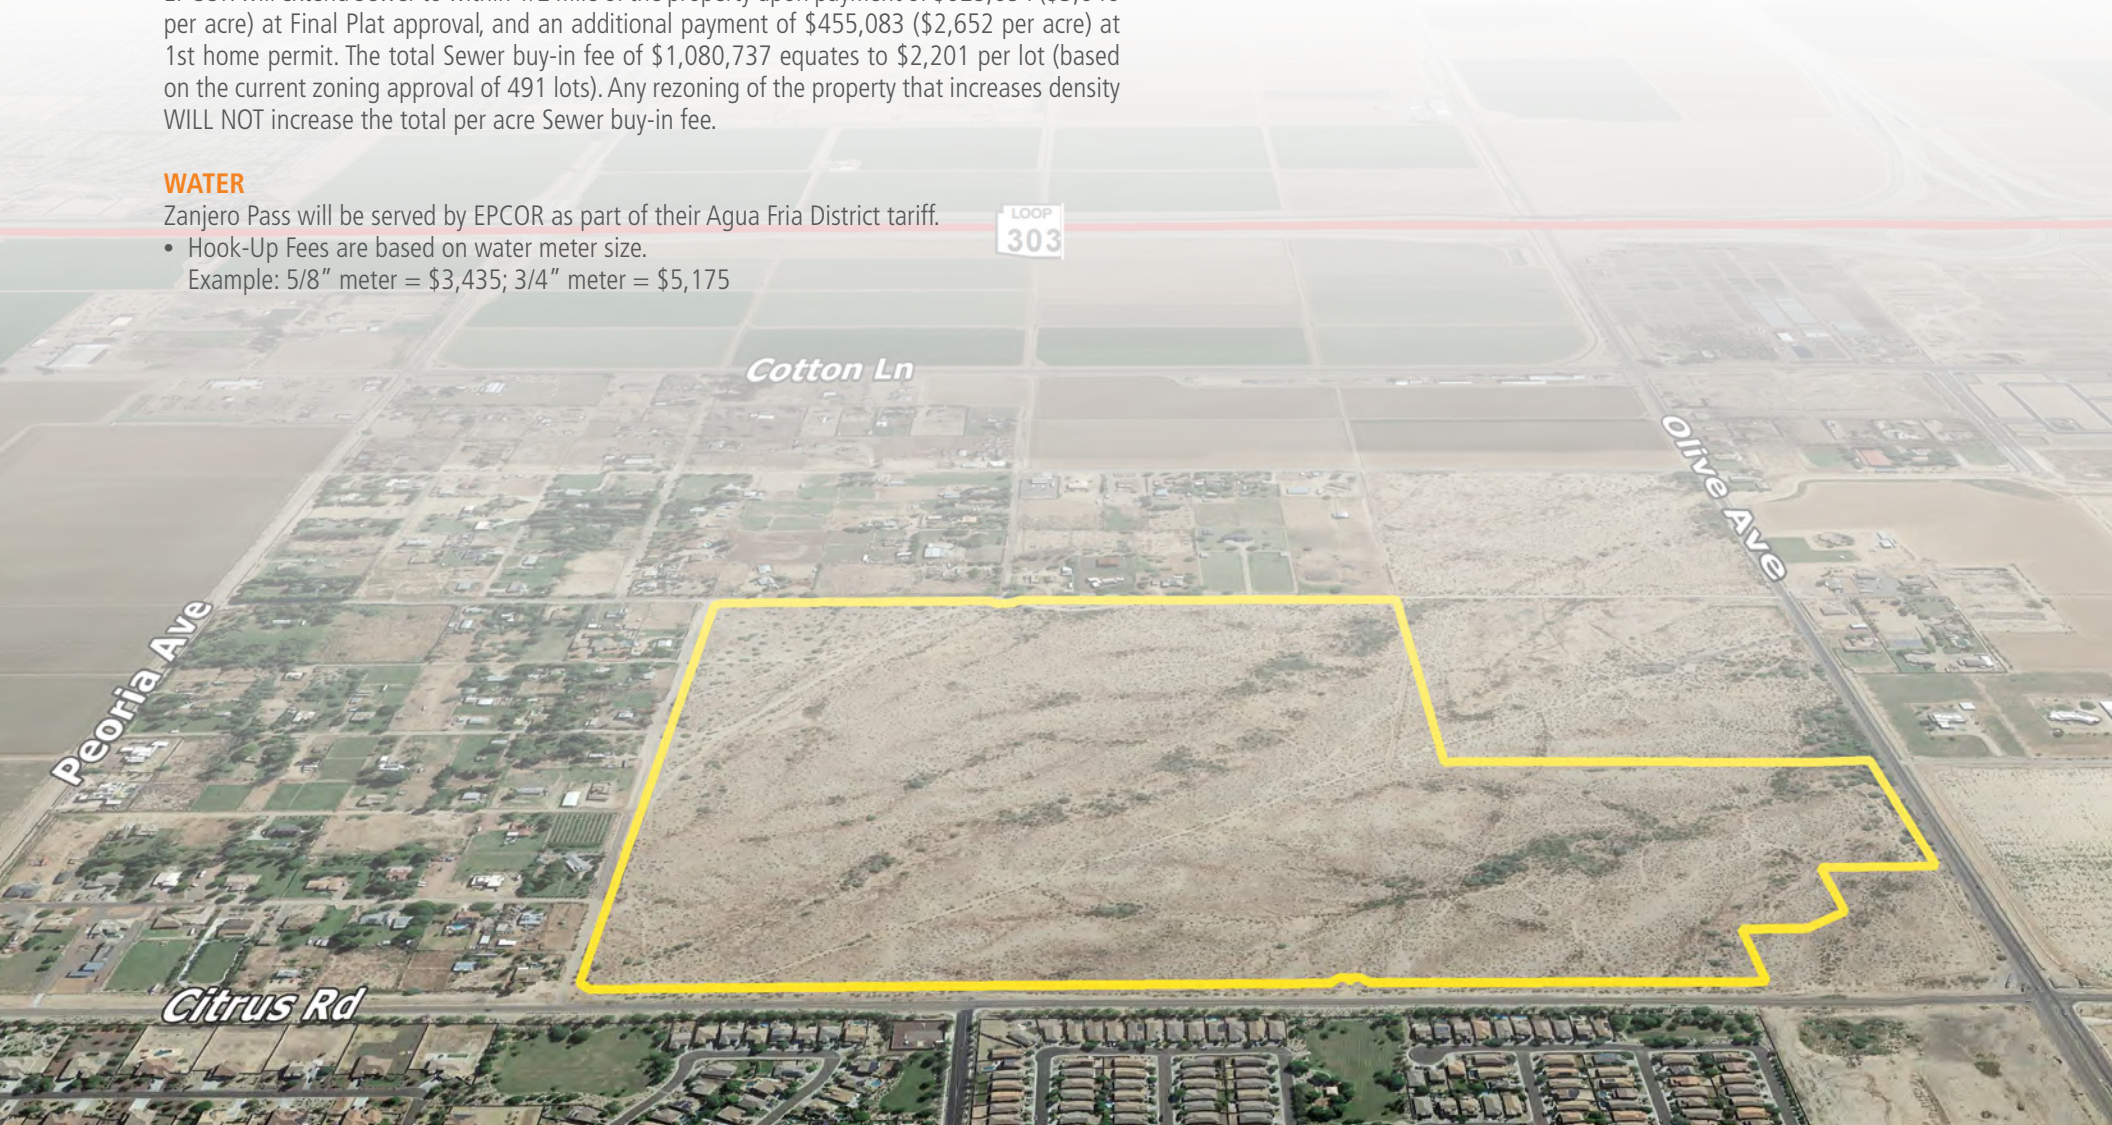 per acre) at Final Plat approval, and an additional payment of $455,083 ($2,652 per acre) at
1st home permit. The total Sewer buy-in fee of $1,080,737 equates to $2,201 per lot (based
on the current zoning approval of 491 lots). Any rezoning of the property that increases density
WILL NOT increase the total per acre Sewer buy-in fee.
WATER
Zanjero Pass will be served by EPCOR as part of their Agua Fria District tariff.
• Hook-Up Fees are based on water meter size.
Example: 5/8” meter = $3,435; 3/4” meter = $5,175
LOOP
303
Cotton Ln
Olive Ave
Peoria Ave
Citrus Rd